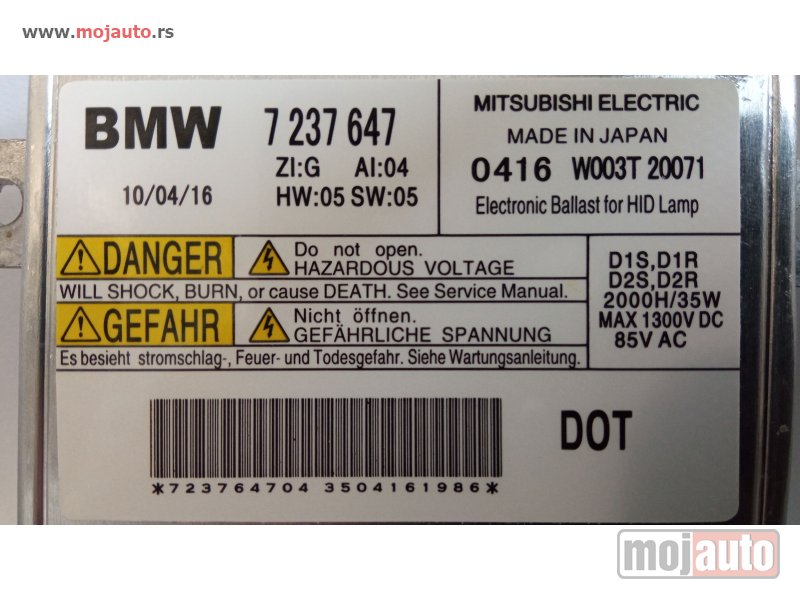 www.mojauto.rs
BMW 7 237 647
ZI:G AI:04
10/04/16 HW:05 SW:05
MITSUBISHI ELECTRIC
MADE IN JAPAN
0416 W003T 20071
Electronic Ballast for HID Lamp
DANGER
Do not open.
HAZARDOUS VOLTAGE
WILL SHOCK, BURN, or cause DEATH. See Service Manual.
GEFAHR
Nicht öffnen.
GEFÄHRLICHE SPANNUNG
Es besieht stromschlag-, Feuer- und Todesgefahr. Siehe Wartungsanleitung.
D1S,D1R
D2S,D2R
2000H/35W
MAX 1300V DC
85V AC
*723764704 3504161986*
DOT
mojauto